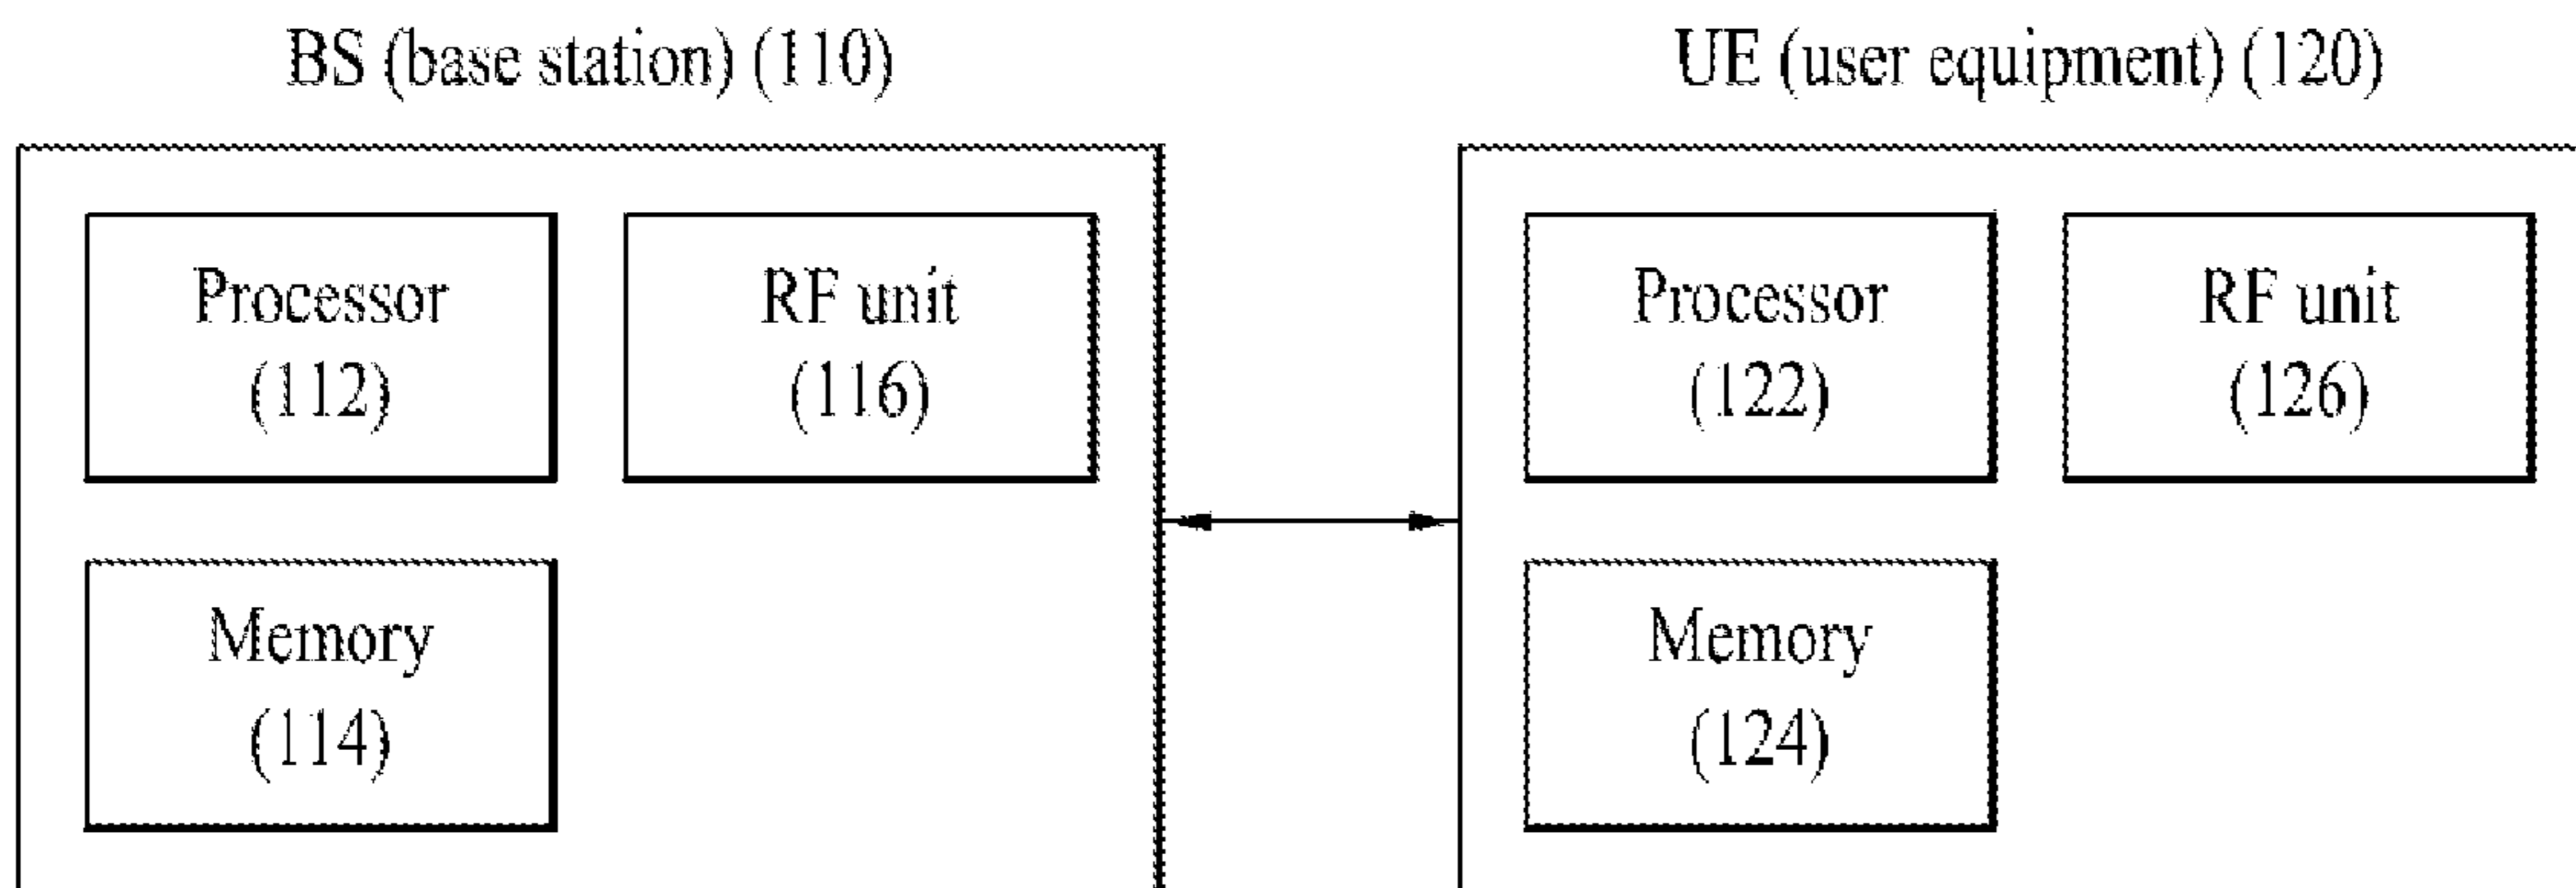 BS (base station) (110)
Processor
(112)
RF unit
(116)
Memory
(114)
UE (user equipment) (120)
Processor
(122)
RF unit
(126)
Memory
(124)